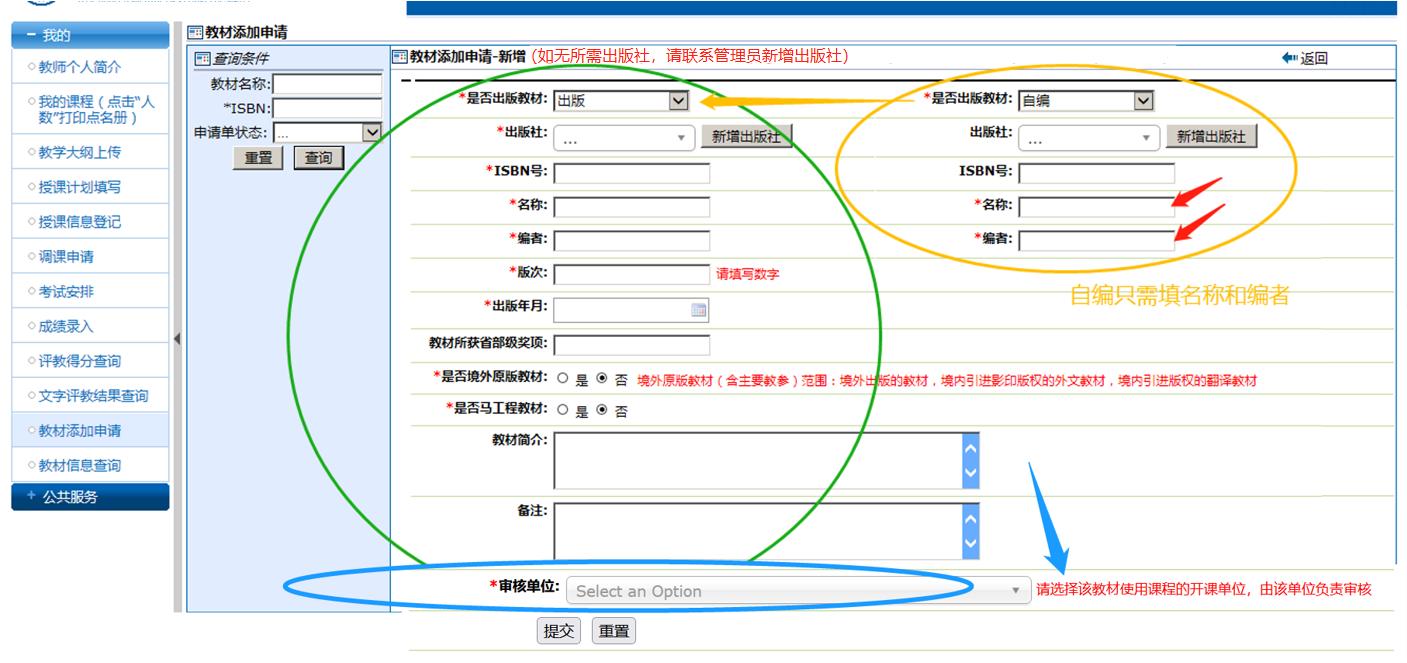 − 我的
教师个人简介
我的课程（点击“人
数”打印点名册）
教学大纲上传
授课计划填写
授课信息登记
调课申请
考试安排
成绩录入
评教得分查询
文字评教结果查询
教材添加申请
教材信息查询
+ 公共服务
教材添加申请
查询条件
教材名称:
*ISBN:
申请单状态: ...
重置 查询
教材添加申请-新增 (如无所需出版社，请联系管理员新增出版社)
返回
*是否出版教材: 出版
*是否出版教材: 自编
*出版社: ... 新增出版社
出版社: ... 新增出版社
*ISBN号:
ISBN号:
*名称:
*名称:
*编者:
*编者:
*版次: 请填写数字
自编只需填名称和编者
*出版年月:
教材所获省部级奖项:
*是否境外原版教材: 是 否 境外原版教材（含主要教参）范围：境外出版的教材，境内引进影印版权的外文教材，境内引进版权的翻译教材
*是否马工程教材: 是 否
教材简介:
备注:
*审核单位: Select an Option 请选择该教材使用课程的开课单位，由该单位负责审核
提交 重置